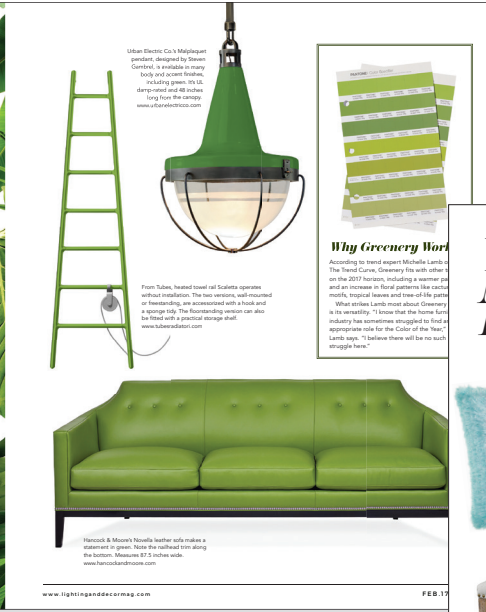 Urban Electric Co.'s Malplaquet
pendant, designed by Steven
Gambrel, is available in many
body and accent finishes,
including green. It's UL
damp-rated and 48 inches
long from the canopy.
www.urbanelectricco.com
PANTONE
Why Greenery Worl
According to trend expert Michelle Lamb o
The Trend Curve, Greenery fits with other t
on the 2017 horizon, including a warmer pa
and an increase in floral patterns like cactu
motifs, tropical leaves and tree-of-life patte
What strikes Lamb most about Greenery
is its versatility. "I know that the home furni
industry has sometimes struggled to find a
appropriate role for the Color of the Year,"
Lamb says. "I believe there will be no such
struggle here."
From Tubes, heated towel rail Scaletta operates
without installation. The two versions, wall-mounted
or freestanding, are accessorized with a hook and
a sponge tidy. The floorstanding version can also
be fitted with a practical storage shelf.
www.tubesradiatori.com
Hancock & Moore's Novella leather sofa makes a
statement in green. Note the nailhead trim along
the bottom. Measures 87.5 inches wide.
www.hancockandmoore.com
www.lightinganddecormag.com
FEB.17